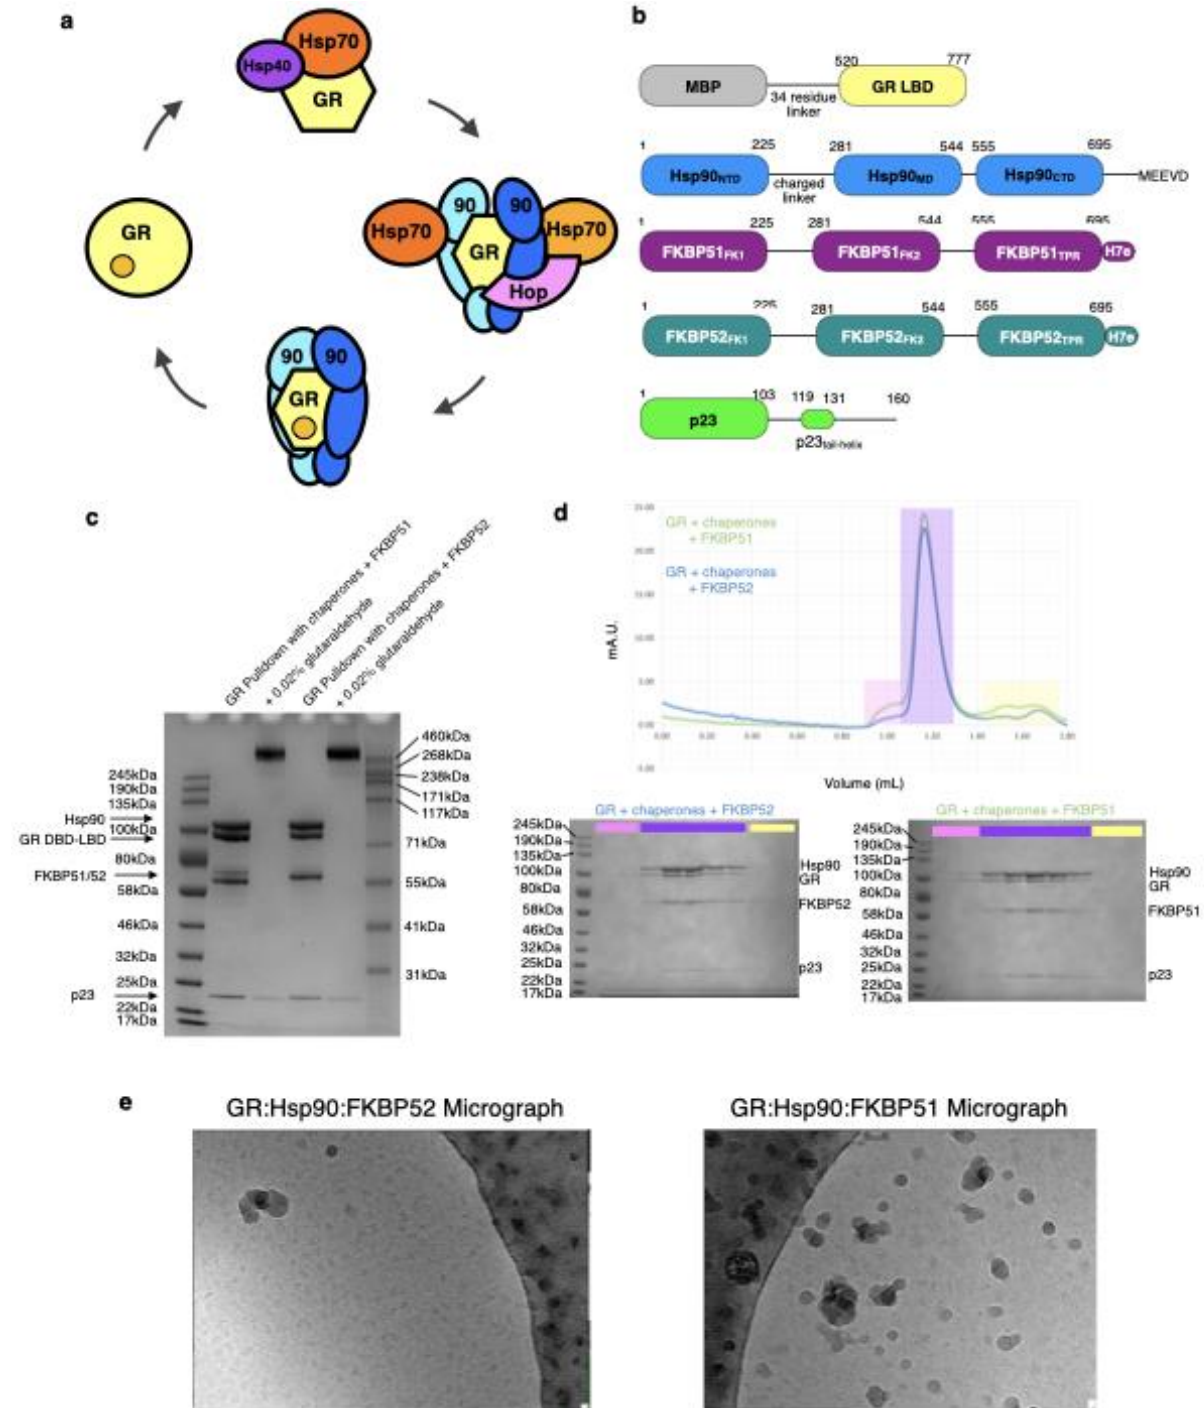 a
Hsp70
Hsp40
GR
90
90
Hsp70
GR
Hsp70
Hop
GR
90
90
GR
b
520
777
MBP
GR LBD
34 residue
linker
1
225
281
544
555
695
Hsp90NTD
charged
linker
Hsp90MD
Hsp90CTD
MEEVD
1
225
281
544
555
695
FKBP51FK1
FKBP51FK2
FKBP51TPR
H7e
1
225
281
544
555
695
FKBP52FK1
FKBP52FK2
FKBP52TPR
H7e
1
103
119
131
160
p23
p23tail-helix
c
GR Pulldown with chaperones + FKBP51
+ 0.02% glutaraldehyde
GR Pulldown with chaperones + FKBP52
+ 0.02% glutaraldehyde
245kDa
190kDa
135kDa
Hsp90
100kDa
GR DBD-LBD
80kDa
FKBP51/52
58kDa
46kDa
32kDa
25kDa
p23
22kDa
17kDa
460kDa
268kDa
238kDa
171kDa
117kDa
71kDa
55kDa
41kDa
31kDa
d
GR + chaperones
+ FKBP51
GR + chaperones
+ FKBP52
mA.U.
Volume (mL)
GR + chaperones + FKBP52
245kDa
190kDa
135kDa
100kDa
80kDa
58kDa
46kDa
32kDa
25kDa
22kDa
17kDa
Hsp90
GR
FKBP52
p23
GR + chaperones + FKBP51
245kDa
190kDa
135kDa
100kDa
80kDa
58kDa
46kDa
32kDa
25kDa
22kDa
17kDa
Hsp90
GR
FKBP51
p23
e
GR:Hsp90:FKBP52 Micrograph
GR:Hsp90:FKBP51 Micrograph